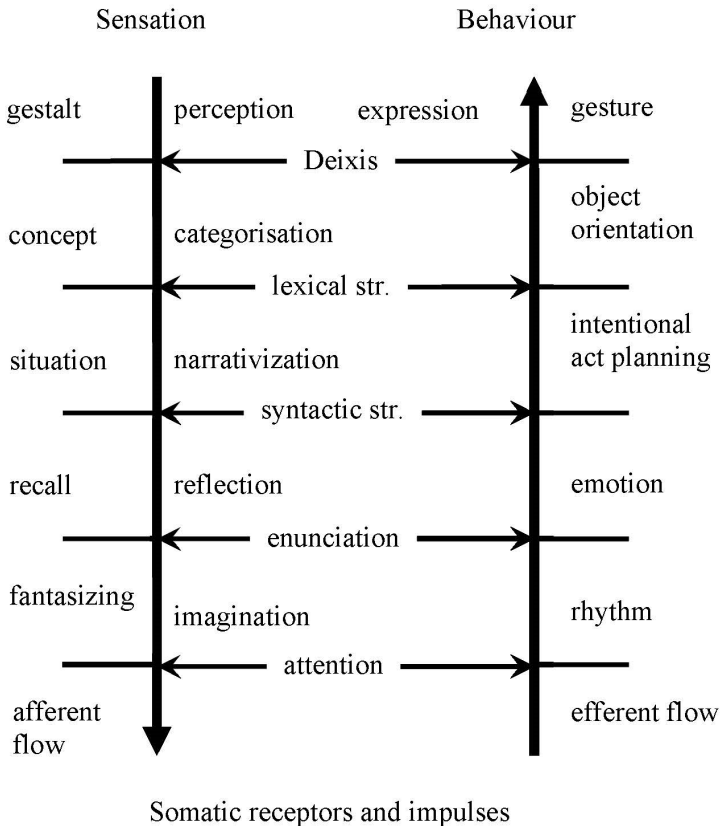 Sensation Behaviour
gestalt perception expression gesture
Deixis
concept categorisation object
orientation
lexical str.
situation narrativization intentional
act planning
syntactic str.
recall reflection emotion
enunciation
fantasizing imagination rhythm
attention
afferent
flow
efferent flow
Somatic receptors and impulses